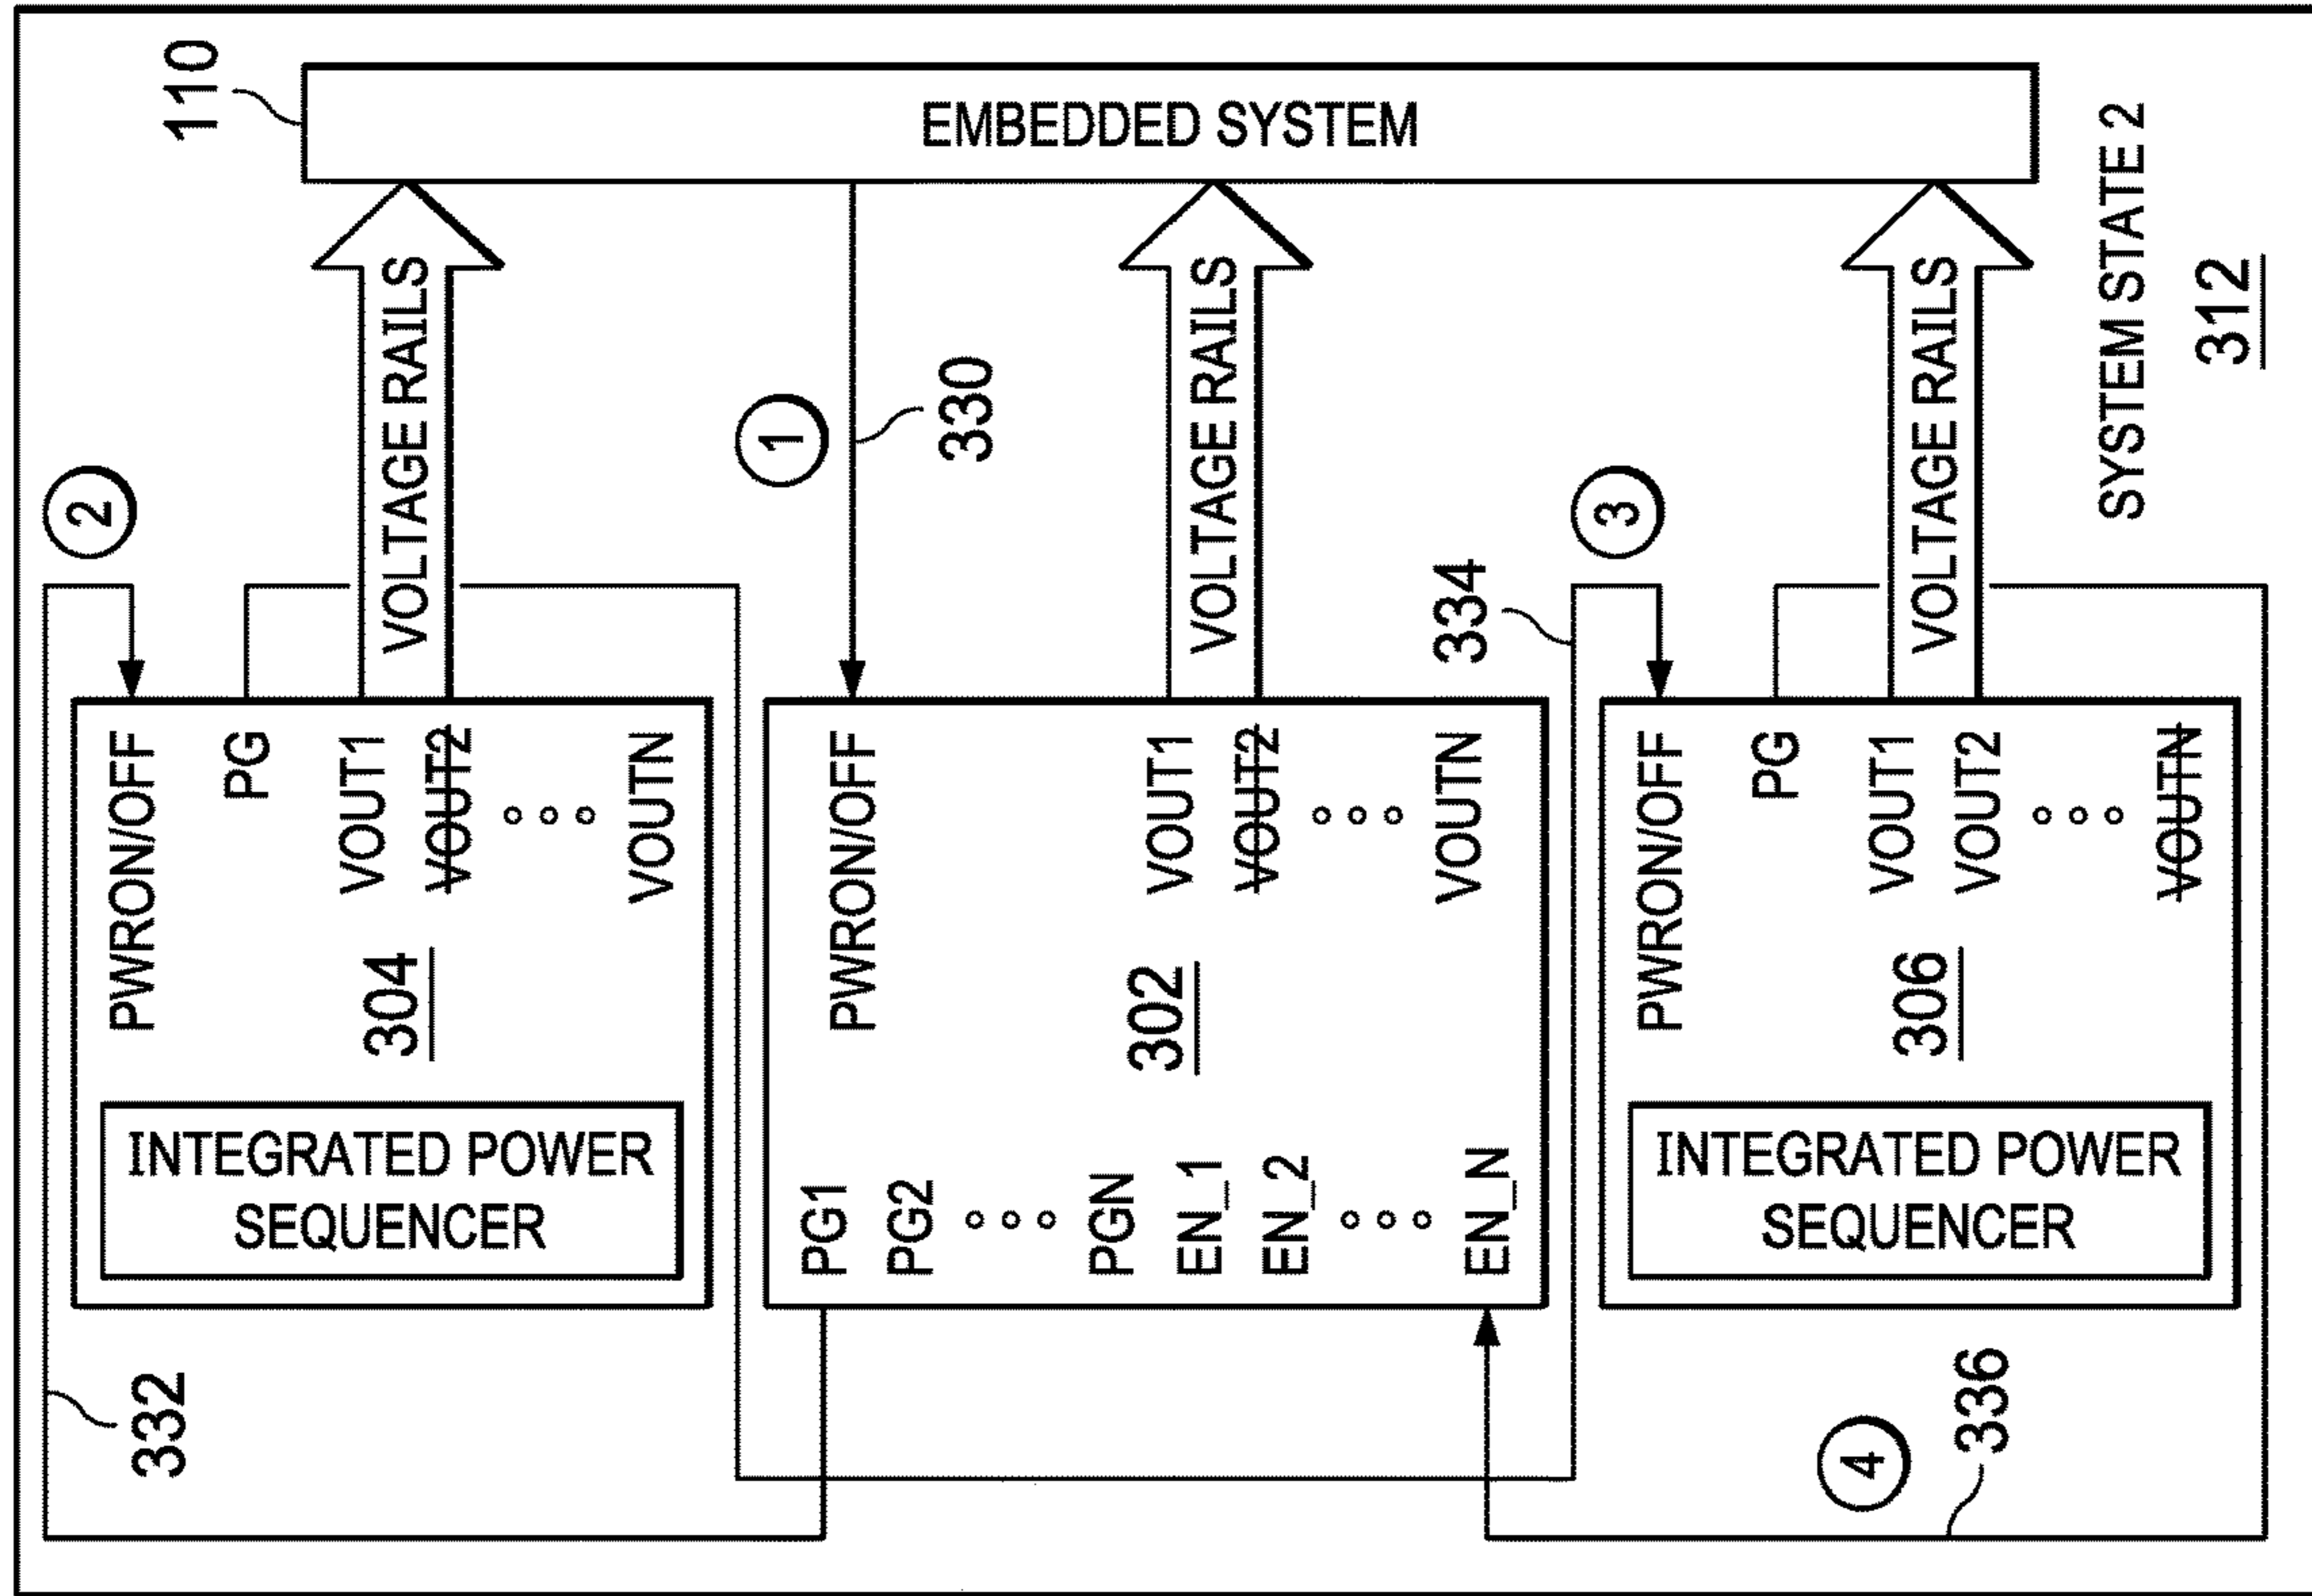 110
EMBEDDED SYSTEM
VOLTAGE RAILS
VOLTAGE RAILS
VOLTAGE RAILS
2
1
330
334
3
SYSTEM STATE 2
312
PWRON/OFF
PG
VOUT1
VOUT2
VOUTN
304
INTEGRATED POWER
SEQUENCER
332
PWRON/OFF
VOUT1
VOUT2
VOUTN
302
PG1
PG2
PGN
EN_1
EN_2
EN_N
PWRON/OFF
PG
VOUT1
VOUT2
VOUTN
306
INTEGRATED POWER
SEQUENCER
4
336